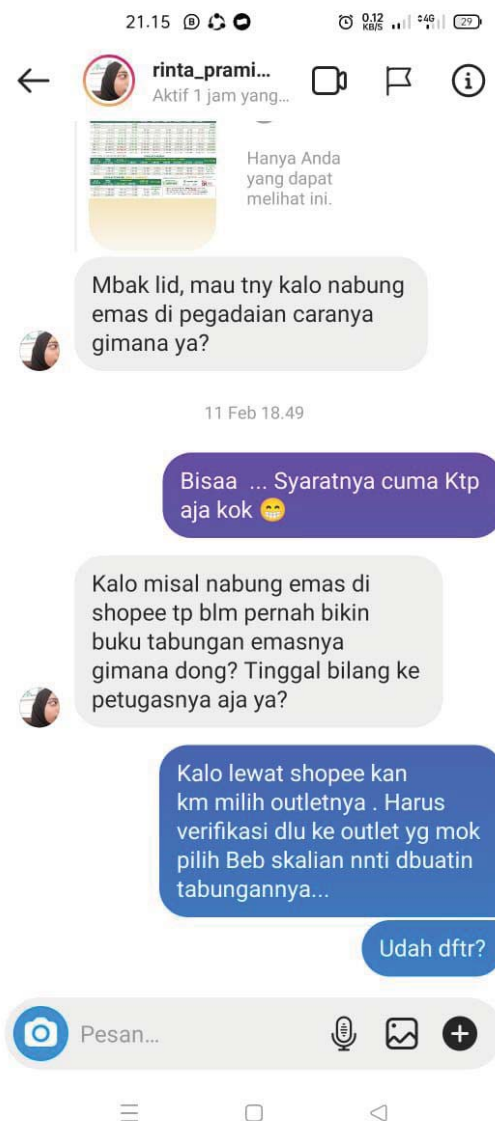 21.15
0.12
KB/S
4G
29
rinta_prami...
Aktif 1 jam yang...
Hanya Anda
yang dapat
melihat ini.
Mbak lid, mau tny kalo nabung
emas di pegadaian caranya
gimana ya?
11 Feb 18.49
Bisaa ... Syaratnya cuma Ktp
aja kok 😁
Kalo misal nabung emas di
shopee tp blm pernah bikin
buku tabungan emasnya
gimana dong? Tinggal bilang ke
petugasnya aja ya?
Kalo lewat shopee kan
km milih outletnya . Harus
verifikasi dlu ke outlet yg mok
pilih Beb skalian nnti dbuatin
tabungannya...
Udah dftr?
Pesan...